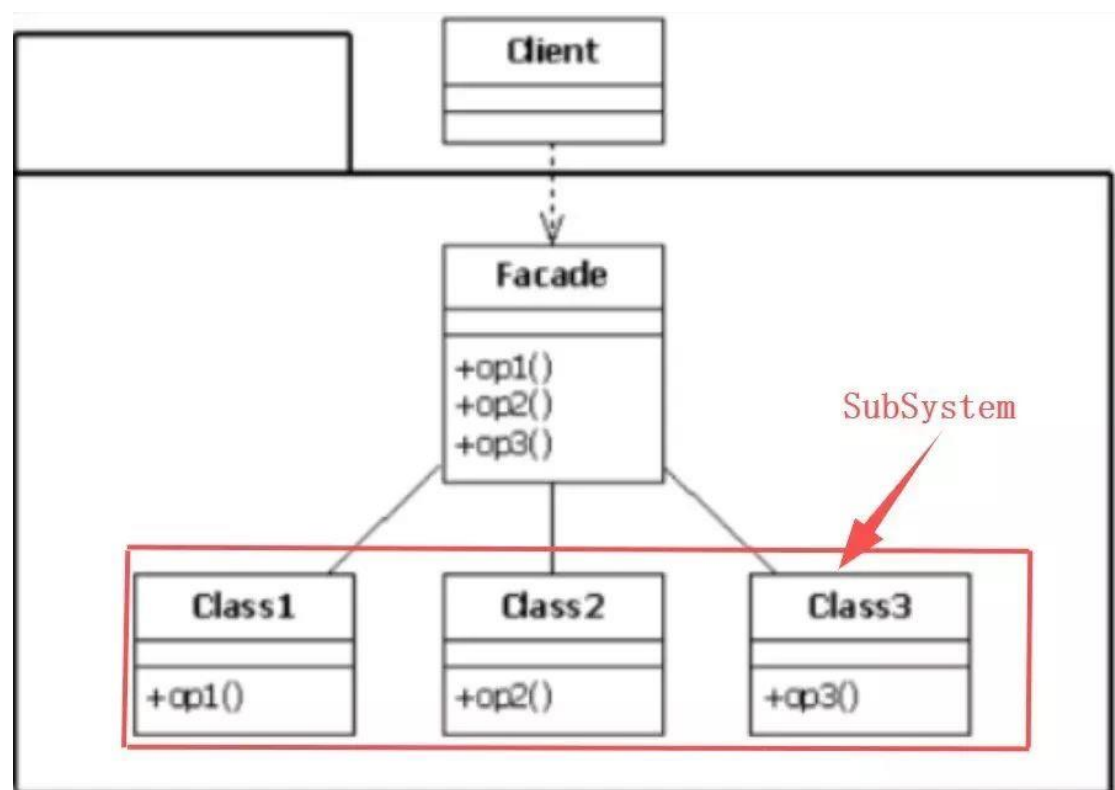 Client
Facade
+op1()
+op2()
+op3()
SubSystem
Class1
Class2
Class3
+op1()
+op2()
+op3()